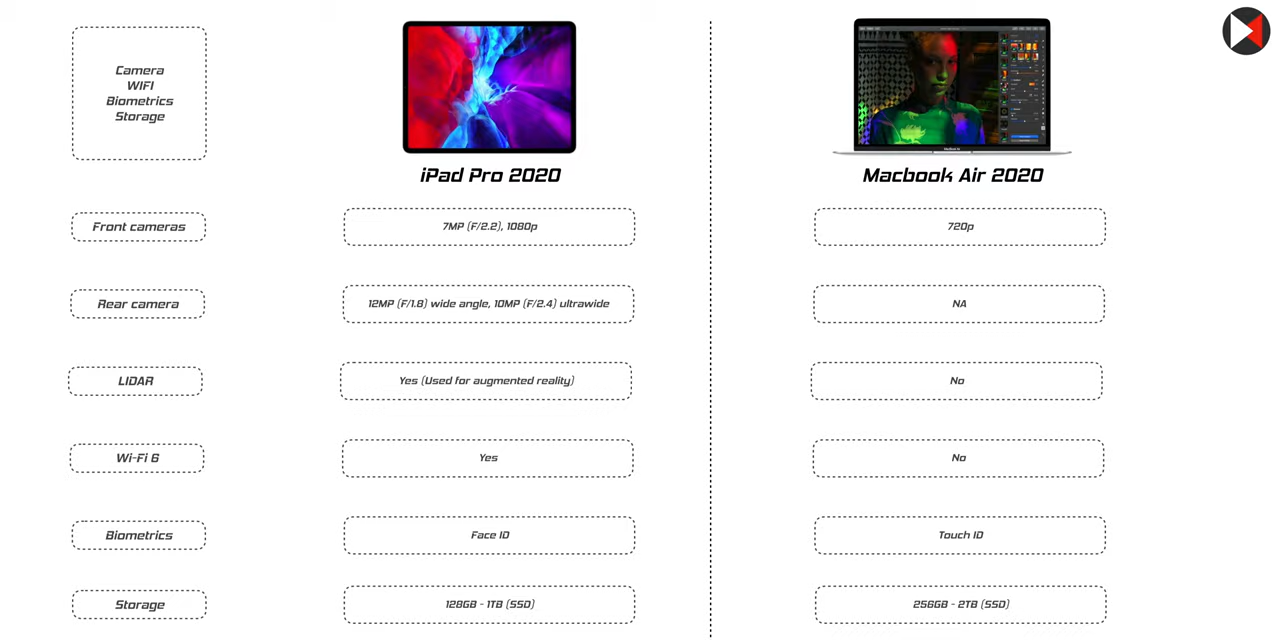 Camera
WIFI
Biometrics
Storage
iPad Pro 2020
Macbook Air 2020
Front cameras
7MP (F/2.2), 1080p
720p
Rear camera
12MP (F/1.8) wide angle, 10MP (F/2.4) ultrawide
NA
LIDAR
Yes (Used for augmented reality)
No
Wi-Fi 6
Yes
No
Biometrics
Face ID
Touch ID
Storage
128GB - 1TB (SSD)
256GB - 2TB (SSD)